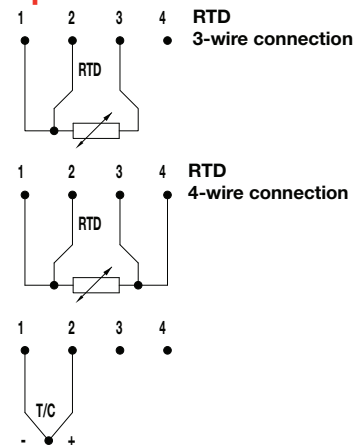 1 2 3 4 RTD
3-wire connection
RTD
1 2 3 4 RTD
4-wire connection
RTD
1 2 3 4
T/C
- +